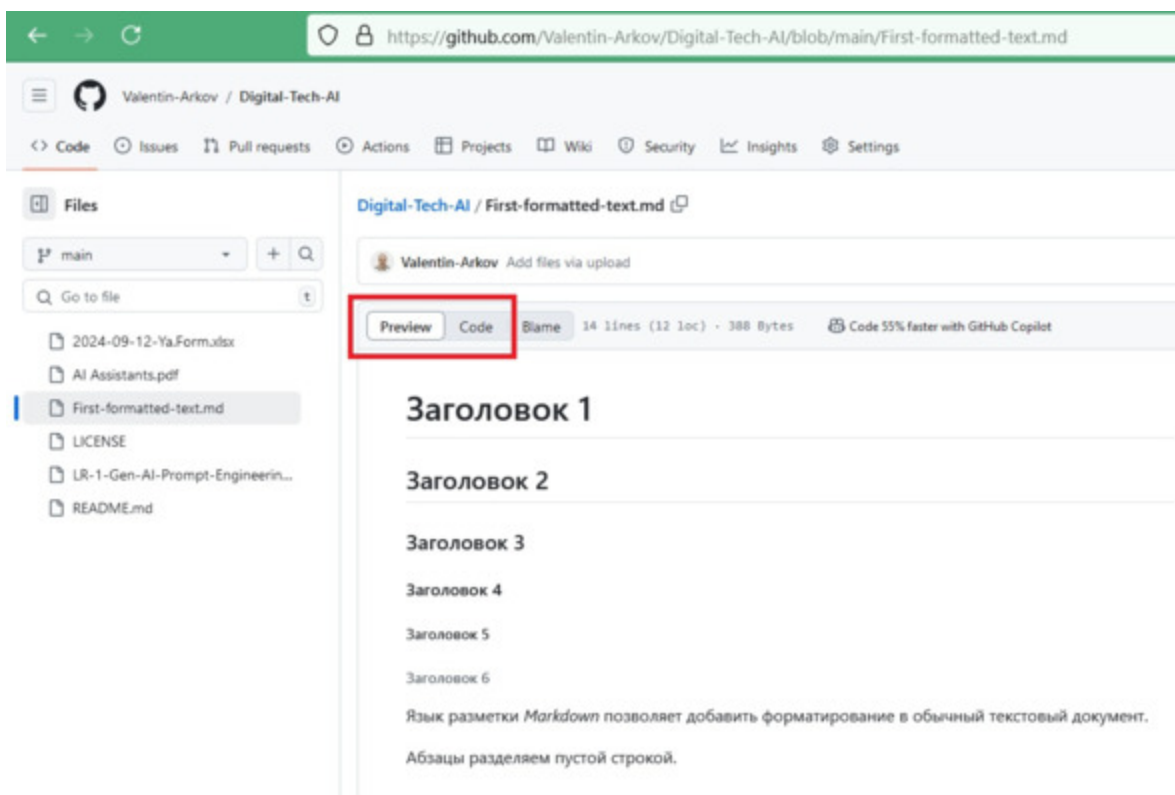 https://github.com/Valentin-Arkov/Digital-Tech-AI/blob/main/First-formatted-text.md
Valentin-Arkov / Digital-Tech-AI
<> Code Issues Pull requests Actions Projects Wiki Security Insights Settings
Files
main
Go to file t
2024-09-12-Ya.Form.xlsx
AI Assistants.pdf
First-formatted-text.md
LICENSE
LR-1-Gen-AI-Prompt-Engineerin...
README.md
Digital-Tech-AI / First-formatted-text.md
Valentin-Arkov Add files via upload
Preview Code Blame 14 lines (12 loc) · 388 Bytes Code 55% faster with GitHub Copilot
Заголовок 1
Заголовок 2
Заголовок 3
Заголовок 4
Заголовок 5
Заголовок 6
Язык разметки Markdown позволяет добавить форматирование в обычный текстовый документ.
Абзацы разделяем пустой строкой.